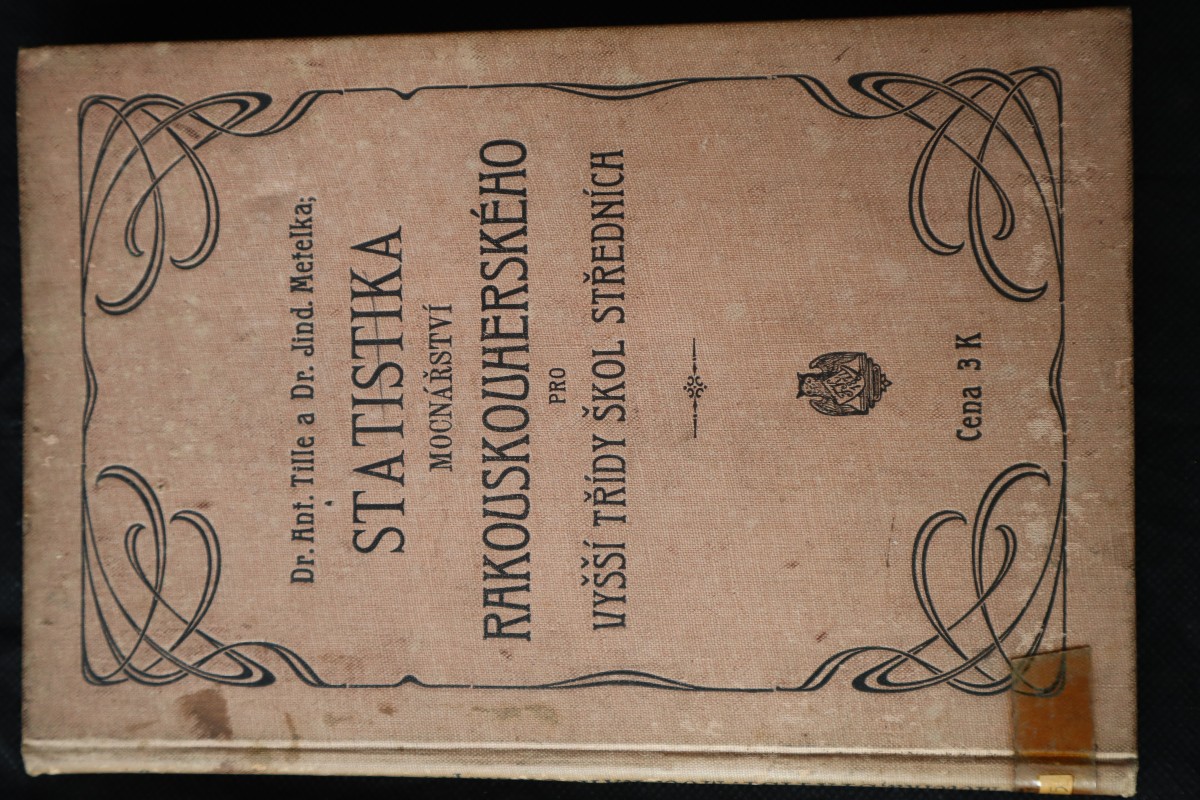 Dr. Ant. Tille a Dr. Jind. Metelka;
STATISTIKA
MOCNÁŘSTVÍ
RAKOUSKOUHERSKÉHO
PRO
VYŠŠÍ TŘÍDY ŠKOL STŘEDNÍCH
Cena 3 K